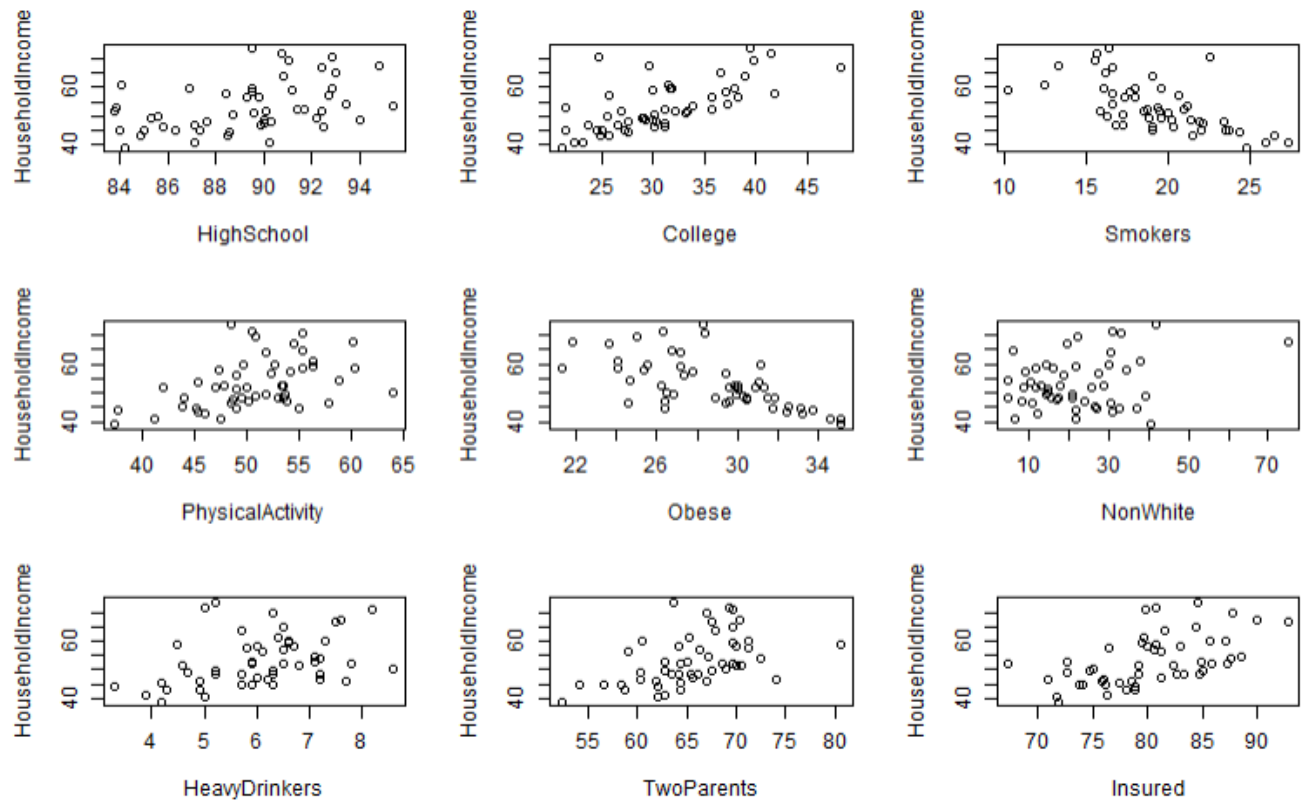 HouseholdIncome
60
40
84 86 88 90 92 94
HighSchool
HouseholdIncome
60
40
25 30 35 40 45
College
HouseholdIncome
60
40
10 15 20 25
Smokers
HouseholdIncome
60
40
40 45 50 55 60 65
PhysicalActivity
HouseholdIncome
60
40
22 26 30 34
Obese
HouseholdIncome
60
40
10 30 50 70
NonWhite
HouseholdIncome
60
40
4 5 6 7 8
HeavyDrinkers
HouseholdIncome
60
40
55 60 65 70 75 80
TwoParents
HouseholdIncome
60
40
70 75 80 85 90
Insured